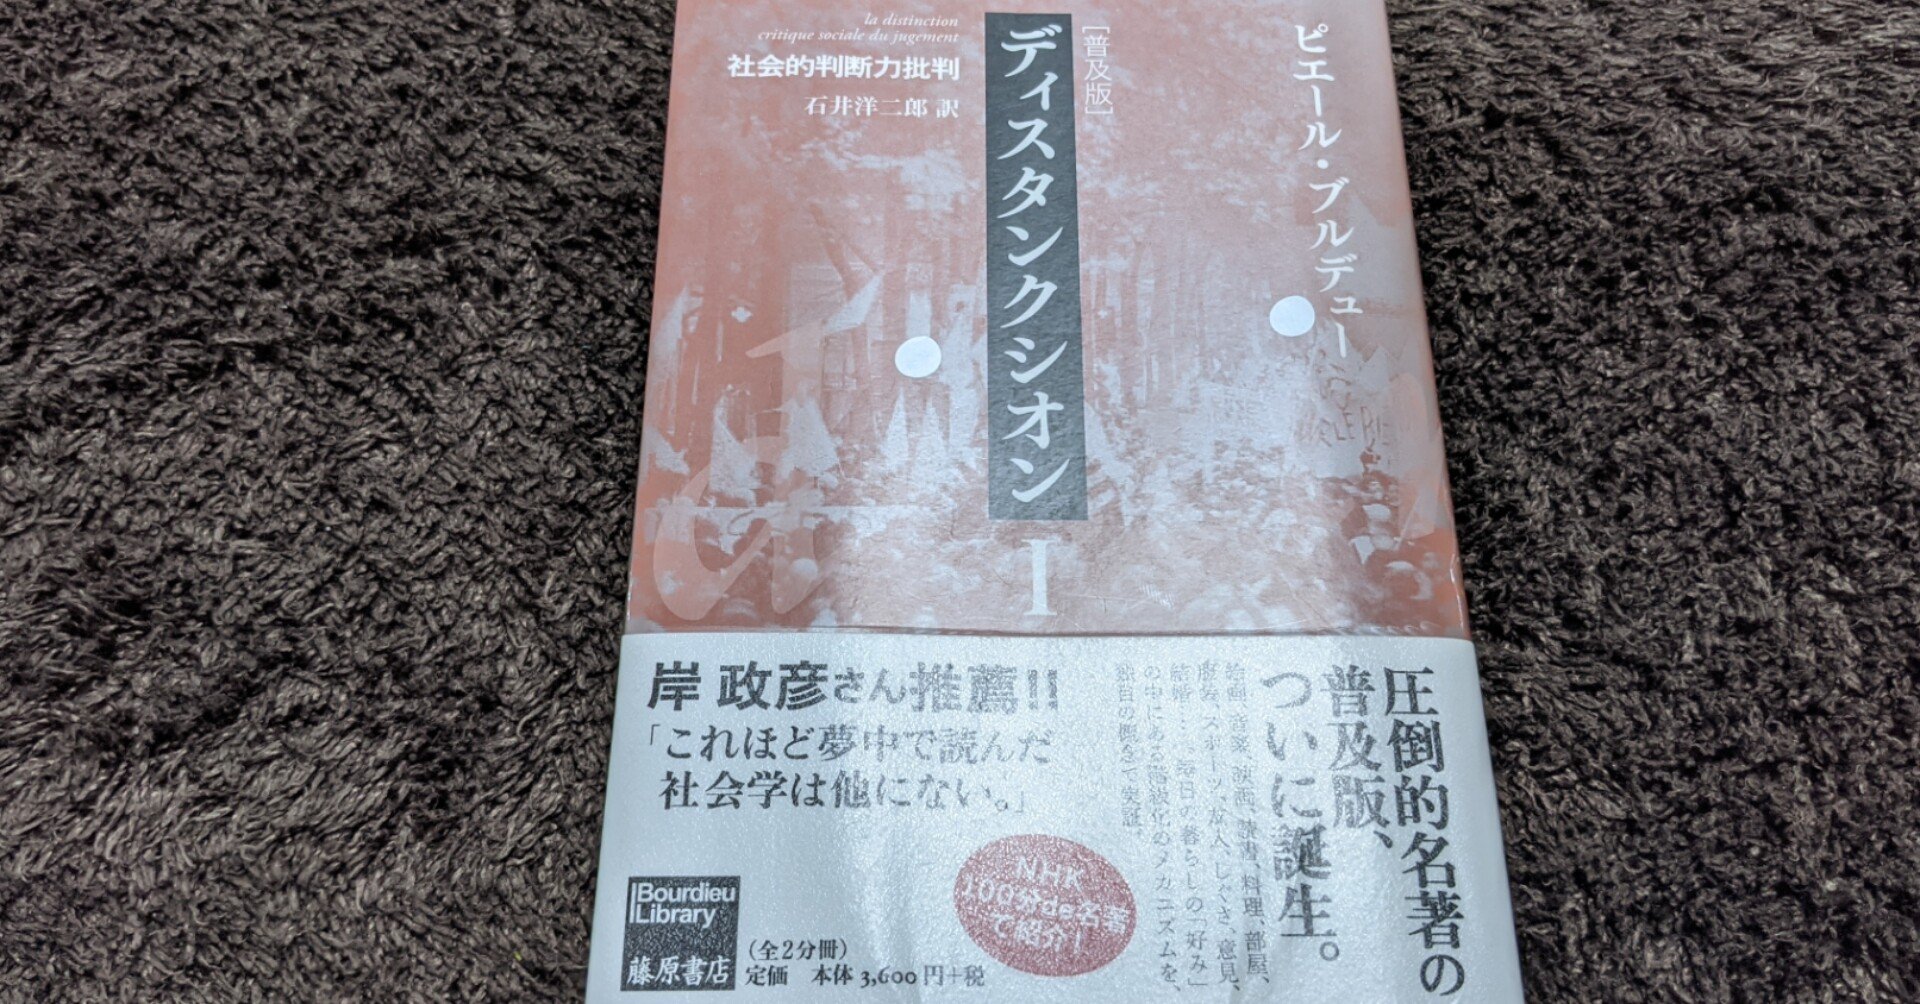 ピエール・ブルデュー
［普及版］
ディスタンクシオン
I
la distinction
critique sociale du jugement
社会的判断力批判
石井洋二郎 訳
圧倒的名著の
普及版、
ついに誕生。
絵画、音楽、映画、読書、料理、部屋、
服装、スポーツ、友人、しぐさ、意見、
結婚……。毎日の暮らしの「好み」
の中にある階級化のメカニズムを、
独自の概念で実証。
岸 政彦さん推薦!!
「これほど夢中で読んだ
社会学は他にない。」
NHK
100分de名著
で紹介！
Bourdieu
Library
藤原書店
（全2分冊）
定価 本体 3,600 円＋税